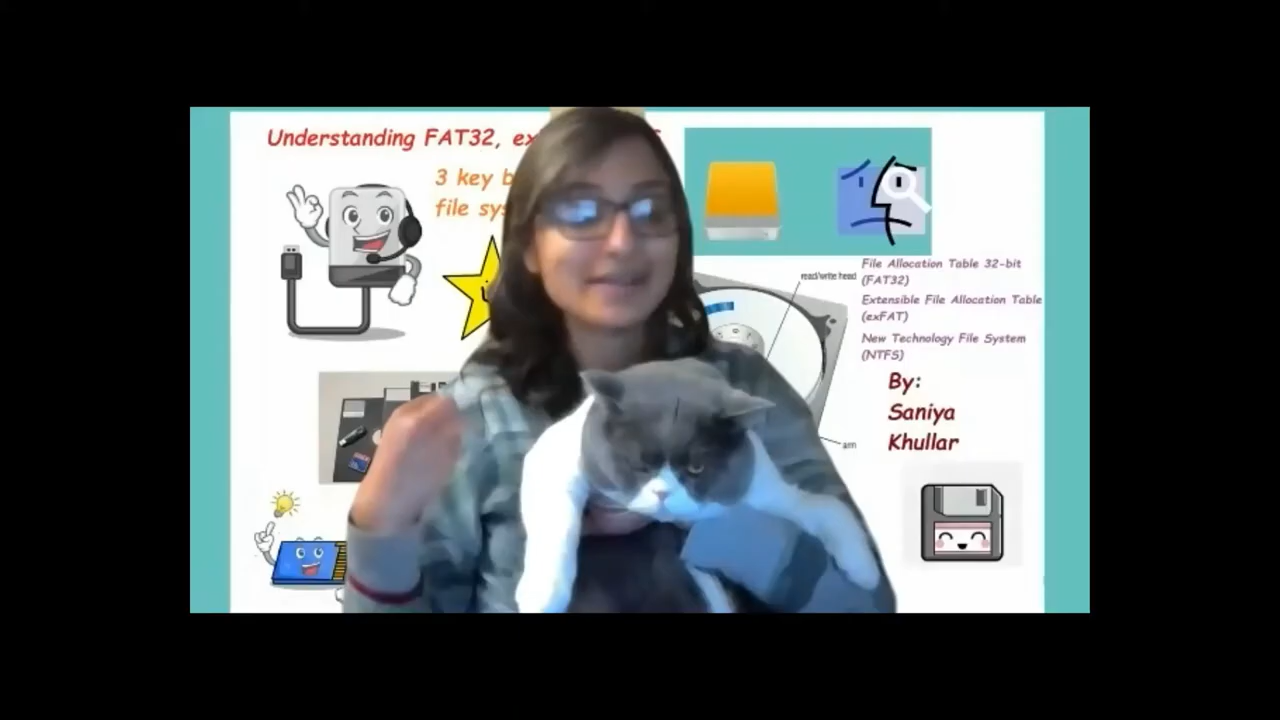 Understanding FAT32, ex
3 key b
file sys
read/write head
File Allocation Table 32-bit
(FAT32)
Extensible File Allocation Table
(exFAT)
New Technology File System
(NTFS)
By:
Saniya
Khullar
arm